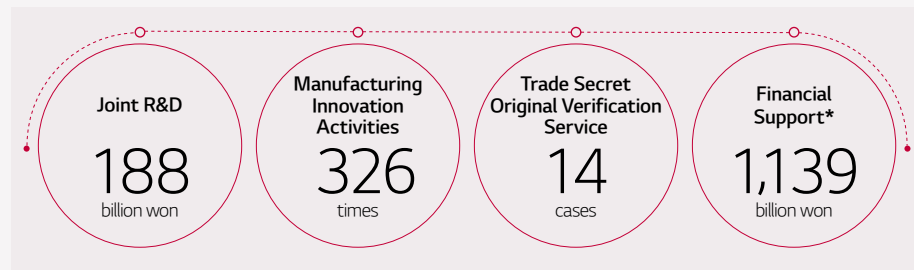 Joint R&D
188
billion won
Manufacturing
Innovation
Activities
326
times
Trade Secret
Original Verification
Service
14
cases
Financial
Support*
1,139
billion won